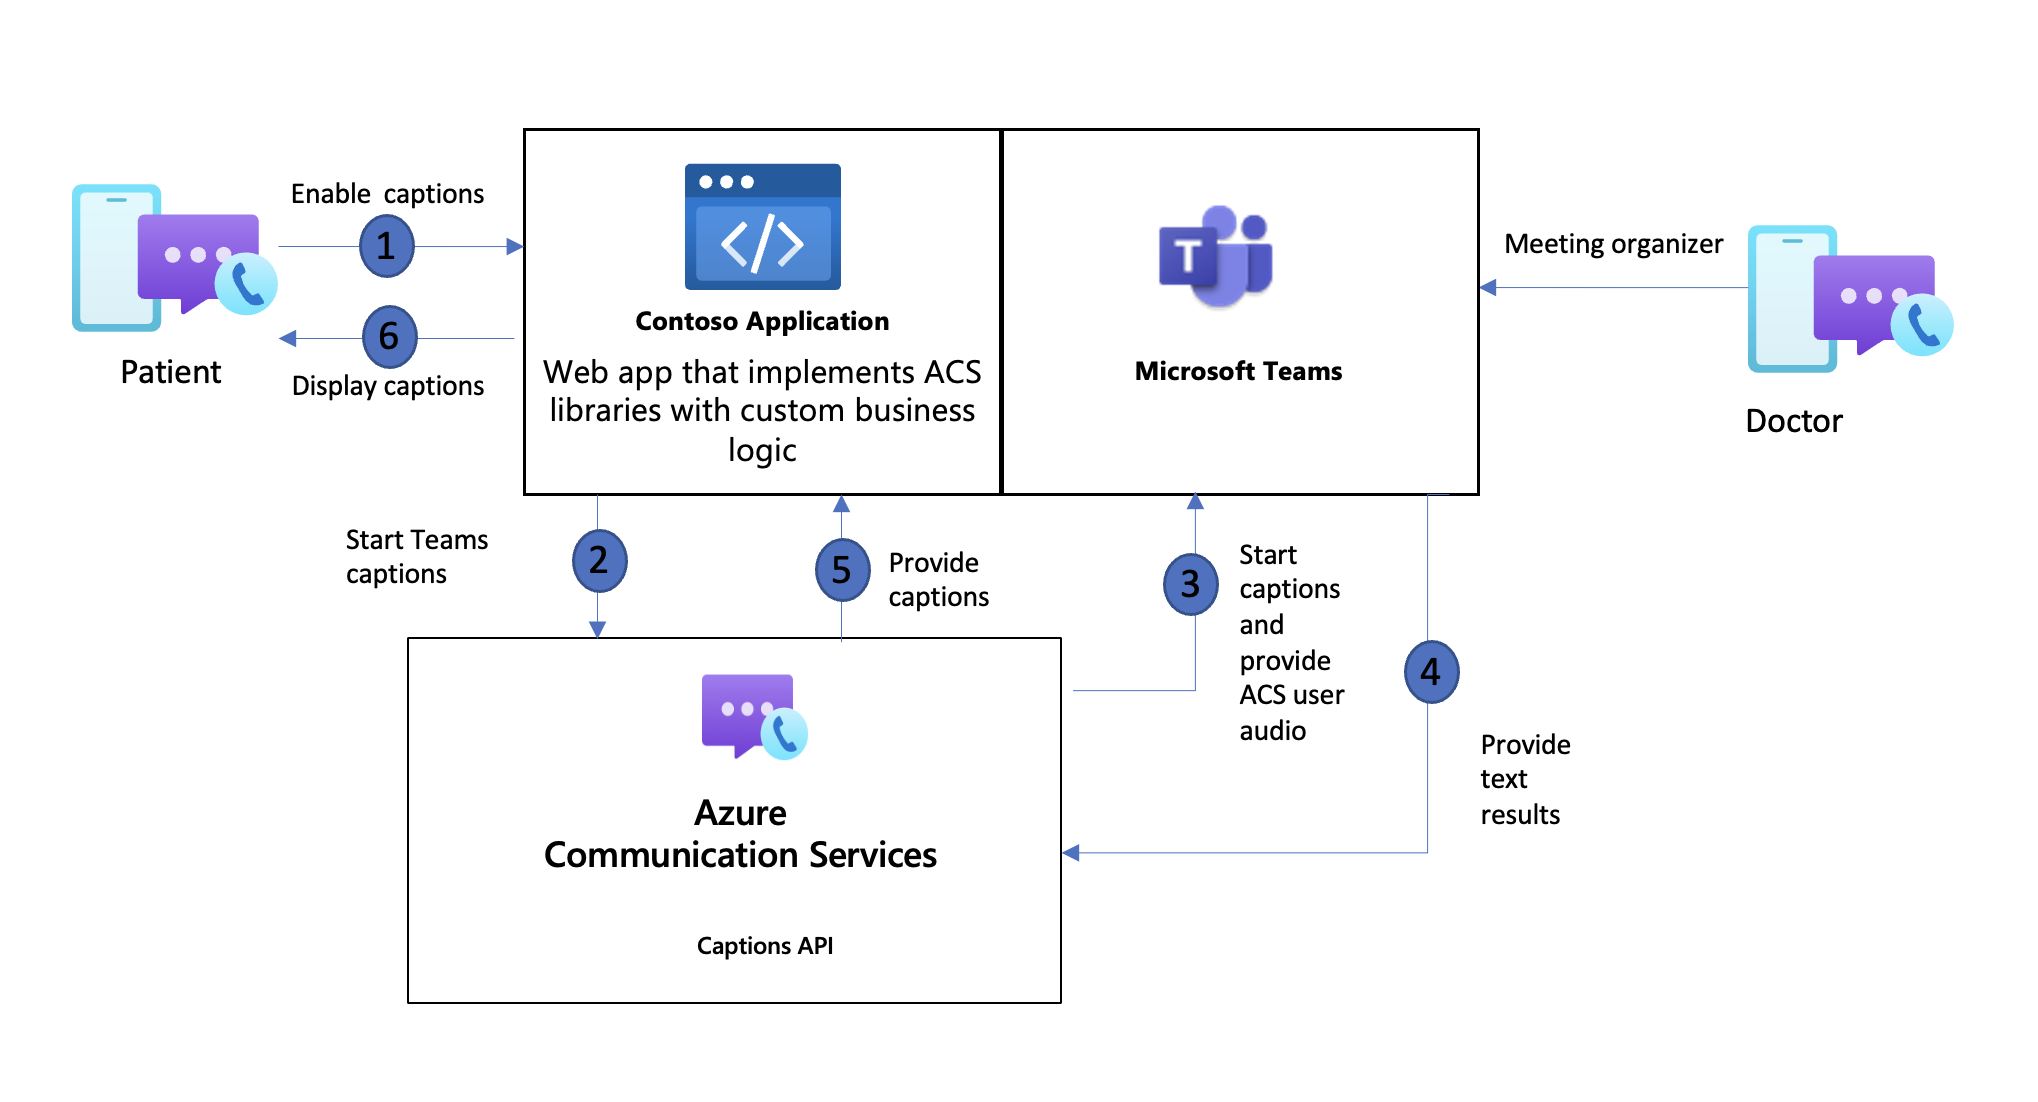 Enable captions
1
6
Display captions
Patient
Contoso Application
Web app that implements ACS
libraries with custom business
logic
T
Microsoft Teams
Meeting organizer
Doctor
Start Teams
captions
2
5
Provide
captions
3
Start
captions
and
provide
ACS user
audio
4
Provide
text
results
Azure
Communication Services
Captions API